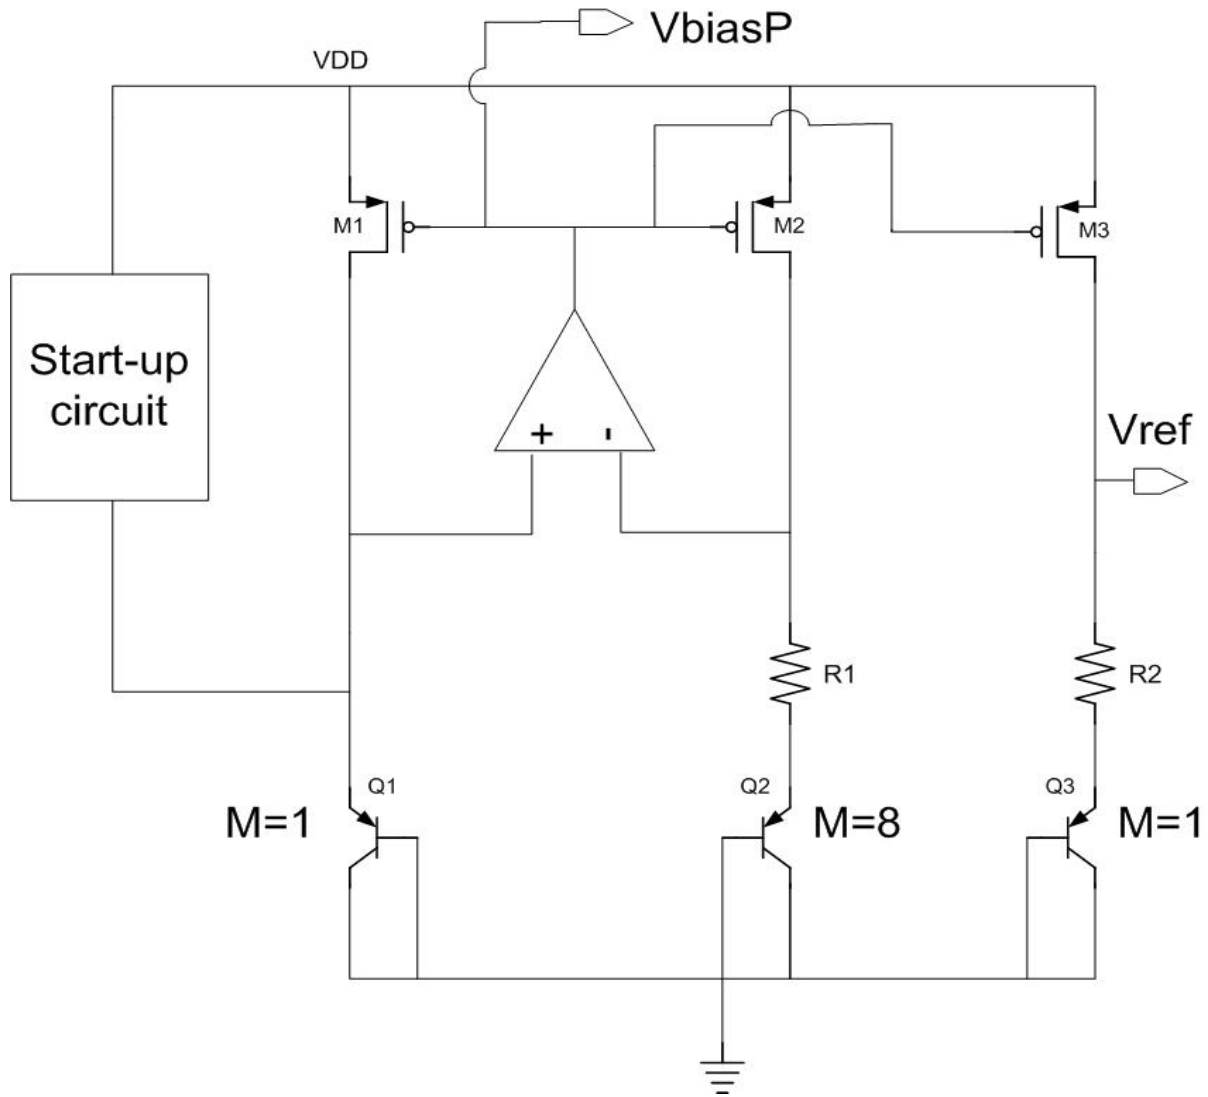 VbiasP
VDD
M1
M2
M3
Start-up
circuit
+ -
Vref
R1
R2
Q1
Q2
Q3
M=1
M=8
M=1